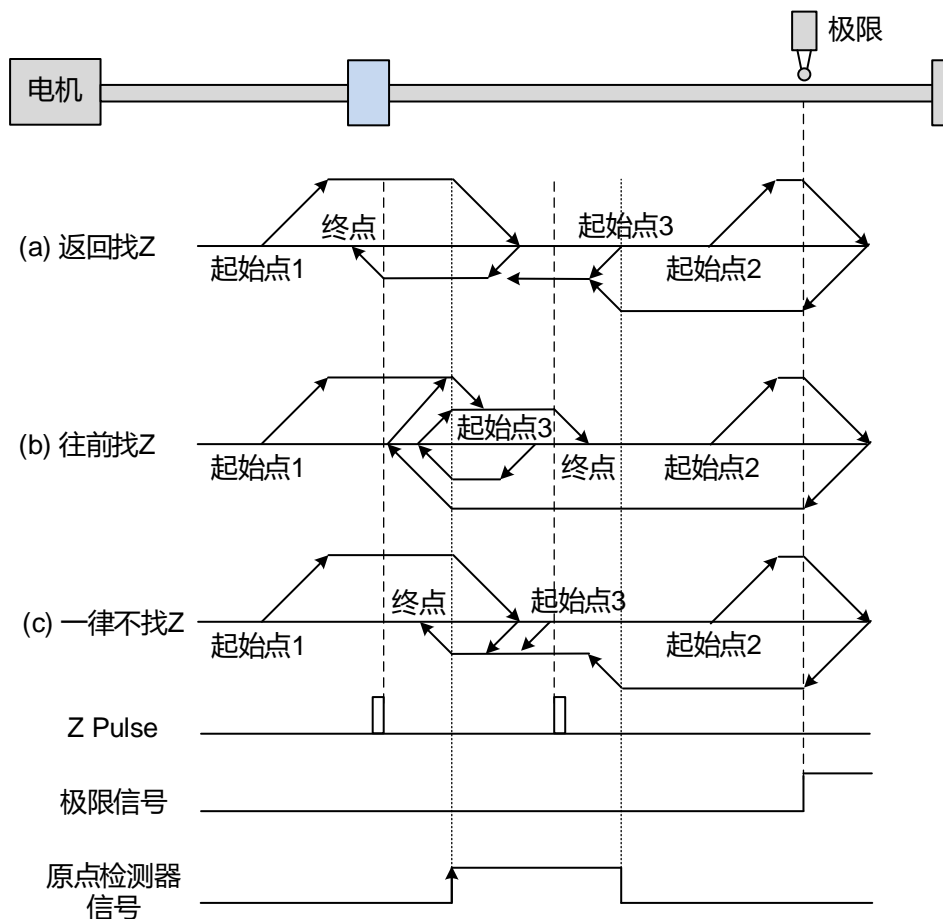 极限
电机
终点
起始点3
(a) 返回找Z
起始点1
起始点2
(b) 往前找Z
起始点3
起始点1
终点
起始点2
终点
起始点3
(c) 一律不找Z
起始点1
起始点2
Z Pulse
极限信号
原点检测器
信号